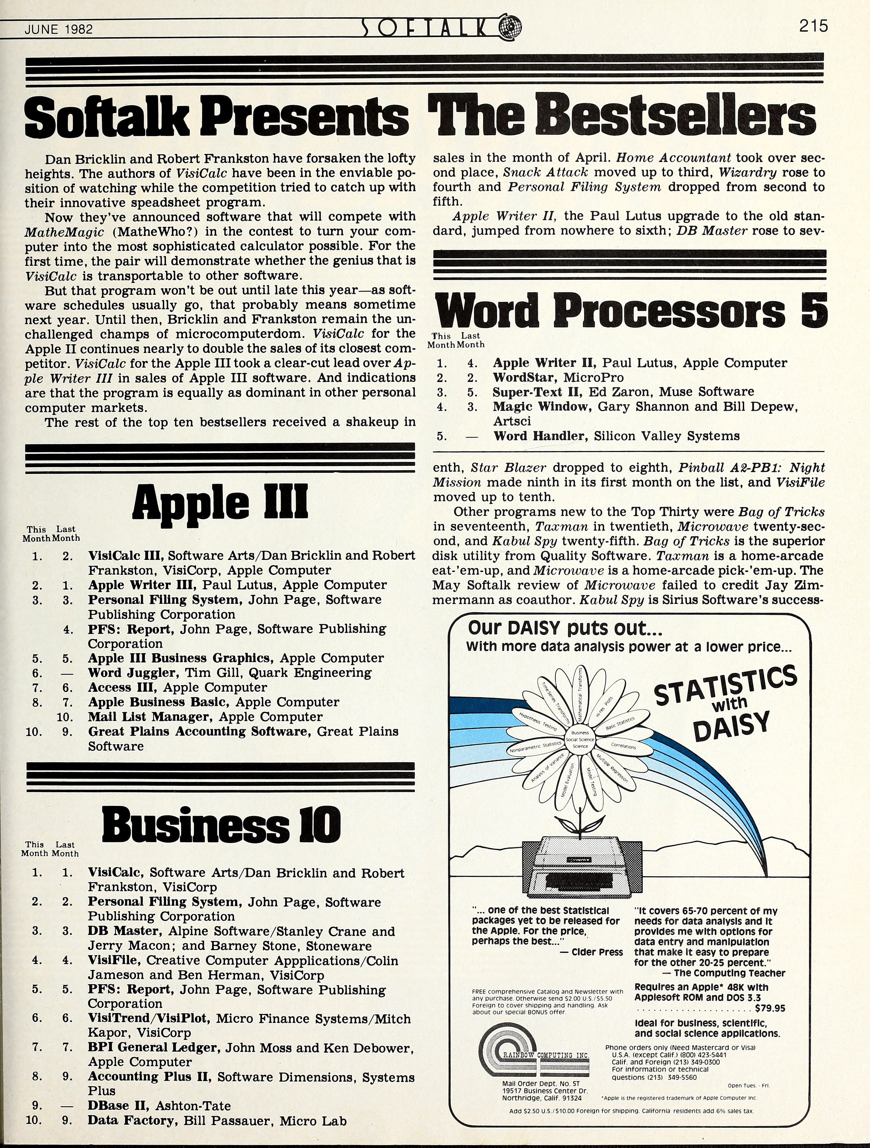 JUNE 1982
SOFTALK
215
Softalk Presents The Bestsellers
Dan Bricklin and Robert Frankston have forsaken the lofty
heights. The authors of VisiCalc have been in the enviable po-
sition of watching while the competition tried to catch up with
their innovative speadsheet program.
Now they've announced software that will compete with
MatheMagic (MatheWho?) in the contest to turn your com-
puter into the most sophisticated calculator possible. For the
first time, the pair will demonstrate whether the genius that is
VisiCalc is transportable to other software.
But that program won't be out until late this year—as soft-
ware schedules usually go, that probably means sometime
next year. Until then, Bricklin and Frankston remain the un-
challenged champs of microcomputerdom. VisiCalc for the
Apple II continues nearly to double the sales of its closest com-
petitor. VisiCalc for the Apple III took a clear-cut lead over Ap-
ple Writer III in sales of Apple III software. And indications
are that the program is equally as dominant in other personal
computer markets.
The rest of the top ten bestsellers received a shakeup in
sales in the month of April. Home Accountant took over sec-
ond place, Snack Attack moved up to third, Wizardry rose to
fourth and Personal Filing System dropped from second to
fifth.
Apple Writer II, the Paul Lutus upgrade to the old stan-
dard, jumped from nowhere to sixth; DB Master rose to sev-
Apple III
This Last
Month Month
1. 2. VisiCalc III, Software Arts/Dan Bricklin and Robert
Frankston, VisiCorp, Apple Computer
2. 1. Apple Writer III, Paul Lutus, Apple Computer
3. 3. Personal Filing System, John Page, Software
Publishing Corporation
4. PFS: Report, John Page, Software Publishing
Corporation
5. 5. Apple III Business Graphics, Apple Computer
6. — Word Juggler, Tim Gill, Quark Engineering
7. 6. Access III, Apple Computer
8. 7. Apple Business Basic, Apple Computer
10. Mail List Manager, Apple Computer
10. 9. Great Plains Accounting Software, Great Plains
Software
Business 10
This Last
Month Month
1. 1. VisiCalc, Software Arts/Dan Bricklin and Robert
Frankston, VisiCorp
2. 2. Personal Filing System, John Page, Software
Publishing Corporation
3. 3. DB Master, Alpine Software/Stanley Crane and
Jerry Macon; and Barney Stone, Stoneware
4. 4. VisiFile, Creative Computer Appplications/Colin
Jameson and Ben Herman, VisiCorp
5. 5. PFS: Report, John Page, Software Publishing
Corporation
6. 6. VisiTrend/VisiPlot, Micro Finance Systems/Mitch
Kapor, VisiCorp
7. 7. BPI General Ledger, John Moss and Ken Debower,
Apple Computer
8. 9. Accounting Plus II, Software Dimensions, Systems
Plus
9. — DBase II, Ashton-Tate
10. 9. Data Factory, Bill Passauer, Micro Lab
Word Processors 5
This Last
Month Month
1. 4. Apple Writer II, Paul Lutus, Apple Computer
2. 2. WordStar, MicroPro
3. 5. Super-Text II, Ed Zaron, Muse Software
4. 3. Magic Window, Gary Shannon and Bill Depew,
Artsci
5. — Word Handler, Silicon Valley Systems
enth, Star Blazer dropped to eighth, Pinball A2-PB1: Night
Mission made ninth in its first month on the list, and VisiFile
moved up to tenth.
Other programs new to the Top Thirty were Bag of Tricks
in seventeenth, Taxman in twentieth, Microwave twenty-sec-
ond, and Kabul Spy twenty-fifth. Bag of Tricks is the superior
disk utility from Quality Software. Taxman is a home-arcade
eat-'em-up, and Microwave is a home-arcade pick-'em-up. The
May Softalk review of Microwave failed to credit Jay Zim-
mermann as coauthor. Kabul Spy is Sirius Software's success-
Our DAISY puts out...
With more data analysis power at a lower price...
STATISTICS
with
DAISY
Mathematical Transforms
Basic Statistics
Correlations
Multiple Regression
Model Testing
Model Evaluation
Analysis of Variance
Nonparametric Statistics
Hypothesis Testing
Business
Social Science
Science
"... one of the best Statistical
packages yet to be released for
the Apple. For the price,
perhaps the best..."
— Cider Press
"It covers 65-70 percent of my
needs for data analysis and it
provides me with options for
data entry and manipulation
that make it easy to prepare
for the other 20-25 percent."
— The Computing Teacher
FREE comprehensive Catalog and Newsletter with
any purchase. Otherwise send $2.00 U.S./$5.50
Foreign to cover shipping and handling. Ask
about our special BONUS offer.
Requires an Apple* 48K with
Applesoft ROM and DOS 3.3
. . . . . . . . . . . . . . . . . . . . . $79.95
Ideal for business, scientific,
and social science applications.
RAINBOW COMPUTING INC.
Mail Order Dept. No. ST
19517 Business Center Dr.
Northridge, Calif. 91324
Phone orders only (Need Mastercard or Visa)
U.S.A. (except Calif.) (800) 423-5441
Calif. and Foreign (213) 349-0300
For information or technical
questions (213) 349-5560
Open Tues. - Fri.
*Apple is the registered trademark of Apple Computer Inc.
Add $2.50 U.S./$10.00 Foreign for shipping. California residents add 6% sales tax.